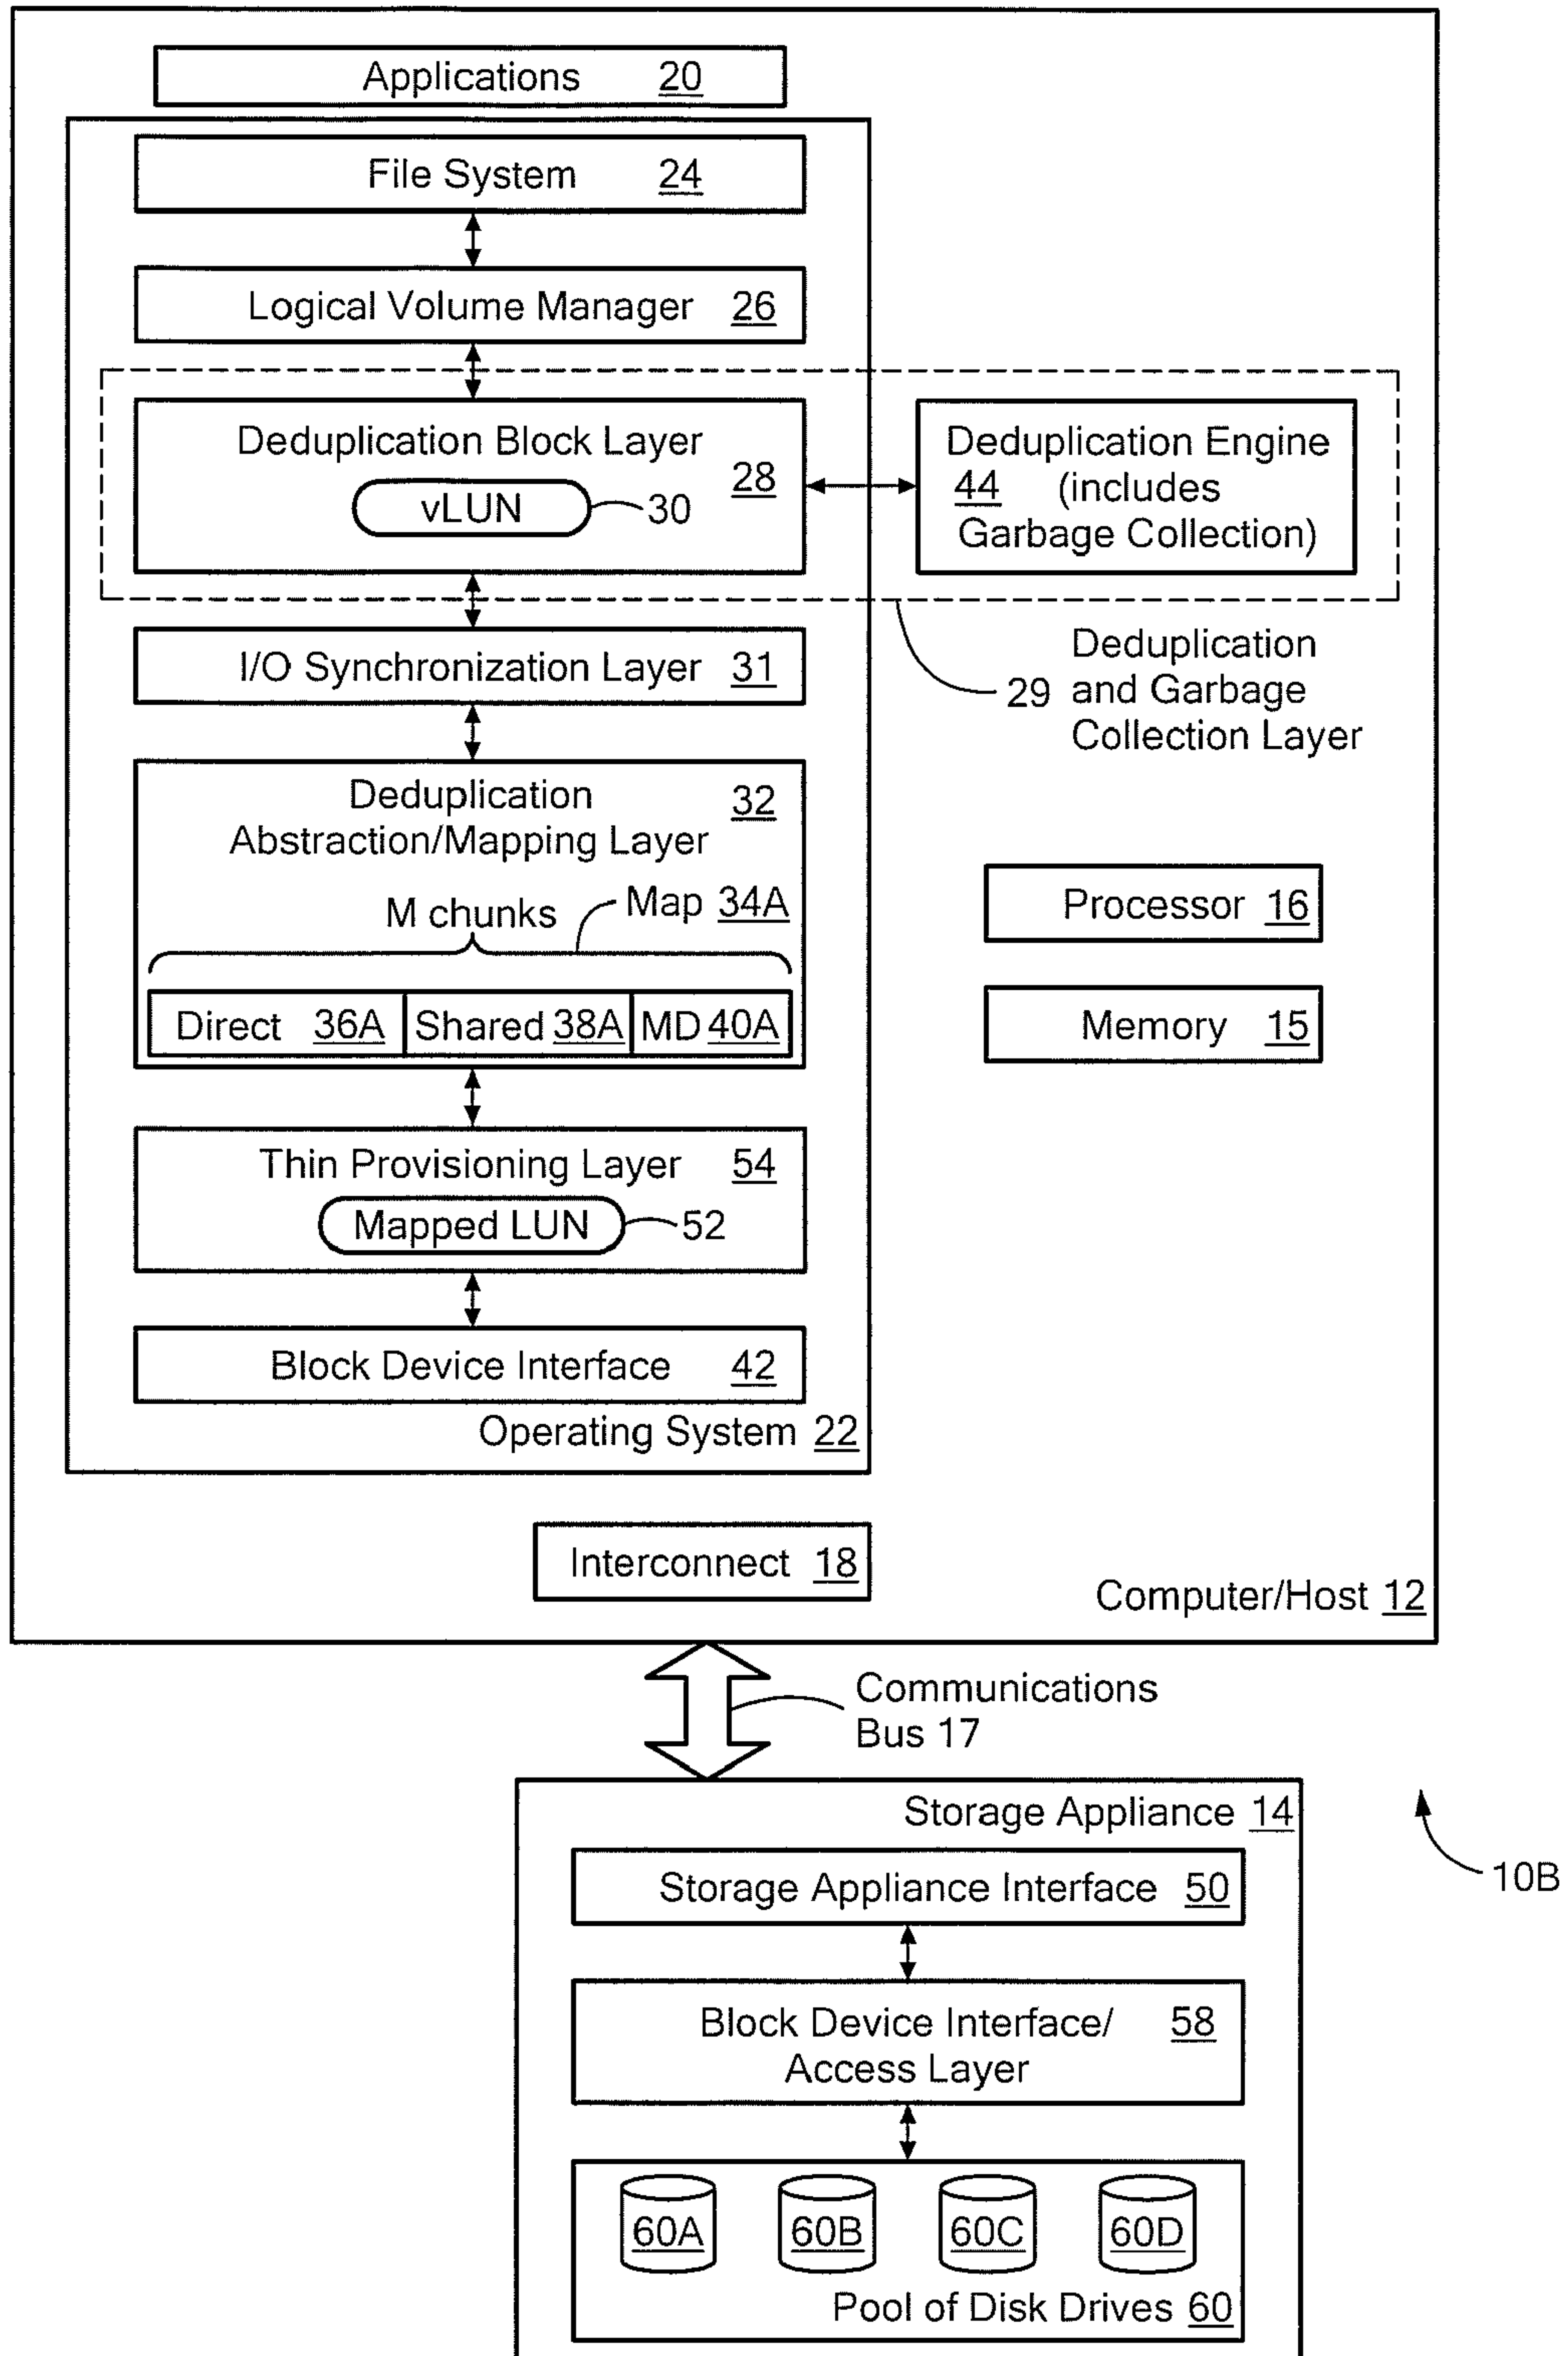 Applications 20
File System 24
Logical Volume Manager 26
Deduplication Block Layer
28
vLUN
30
Deduplication Engine
44 (includes
Garbage Collection)
I/O Synchronization Layer 31
29
Deduplication
and Garbage
Collection Layer
Deduplication
32
Abstraction/Mapping Layer
M chunks
Map 34A
Direct 36A
Shared 38A
MD 40A
Processor 16
Memory 15
Thin Provisioning Layer 54
Mapped LUN
52
Block Device Interface 42
Operating System 22
Interconnect 18
Computer/Host 12
Communications
Bus 17
Storage Appliance 14
Storage Appliance Interface 50
10B
Block Device Interface/
58
Access Layer
60A
60B
60C
60D
Pool of Disk Drives 60